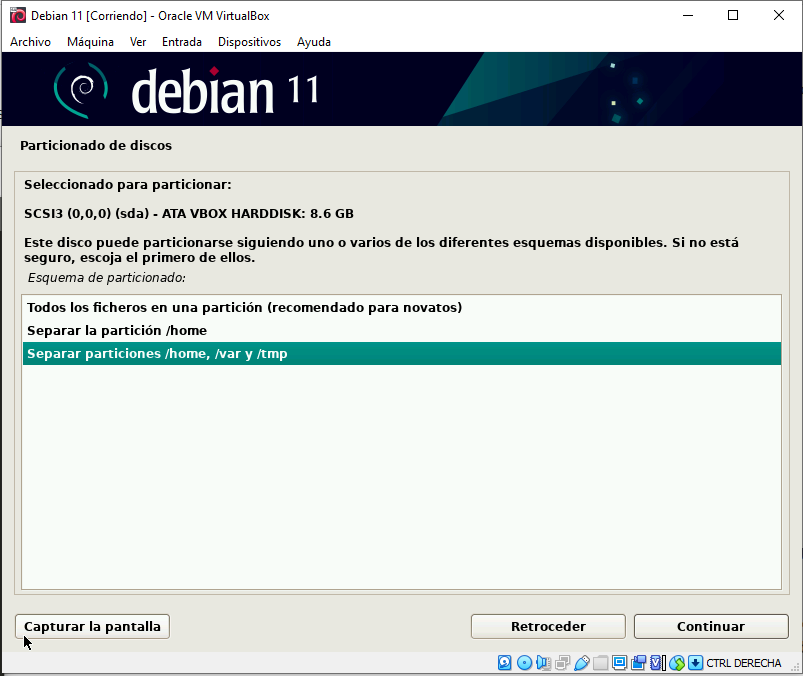 Debian 11 [Corriendo] - Oracle VM VirtualBox
Archivo Máquina Ver Entrada Dispositivos Ayuda
debian 11
Particionado de discos
Seleccionado para particionar:
SCSI3 (0,0,0) (sda) - ATA VBOX HARDDISK: 8.6 GB
Este disco puede particionarse siguiendo uno o varios de los diferentes esquemas disponibles. Si no está
seguro, escoja el primero de ellos.
Esquema de particionado:
Todos los ficheros en una partición (recomendado para novatos)
Separar la partición /home
Separar particiones /home, /var y /tmp
Capturar la pantalla Retroceder Continuar
CTRL DERECHA